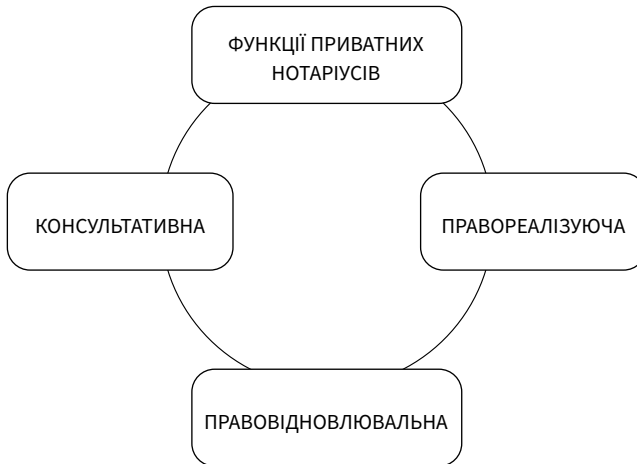 ФУНКЦІЇ ПРИВАТНИХ
НОТАРІУСІВ
КОНСУЛЬТАТИВНА
ПРАВОРЕАЛІЗУЮЧА
ПРАВОВІДНОВЛЮВАЛЬНА